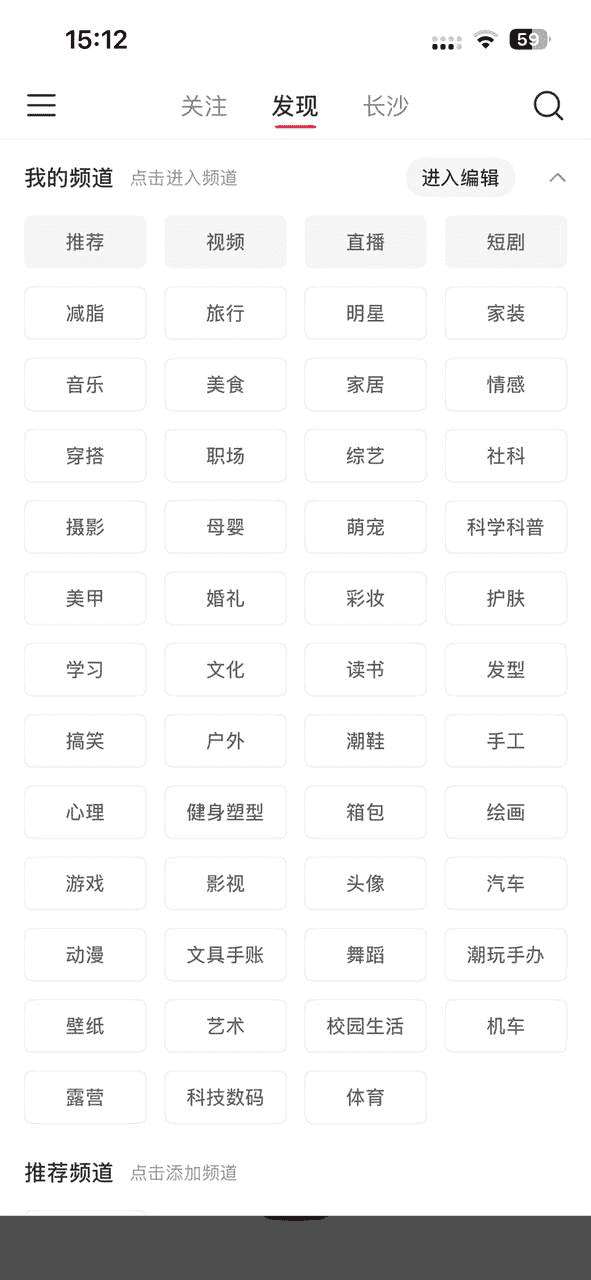 15:12 59
关注 发现 长沙
我的频道 点击进入频道 进入编辑
推荐 视频 直播 短剧
减脂 旅行 明星 家装
音乐 美食 家居 情感
穿搭 职场 综艺 社科
摄影 母婴 萌宠 科学科普
美甲 婚礼 彩妆 护肤
学习 文化 读书 发型
搞笑 户外 潮鞋 手工
心理 健身塑型 箱包 绘画
游戏 影视 头像 汽车
动漫 文具手账 舞蹈 潮玩手办
壁纸 艺术 校园生活 机车
露营 科技数码 体育
推荐频道 点击添加频道